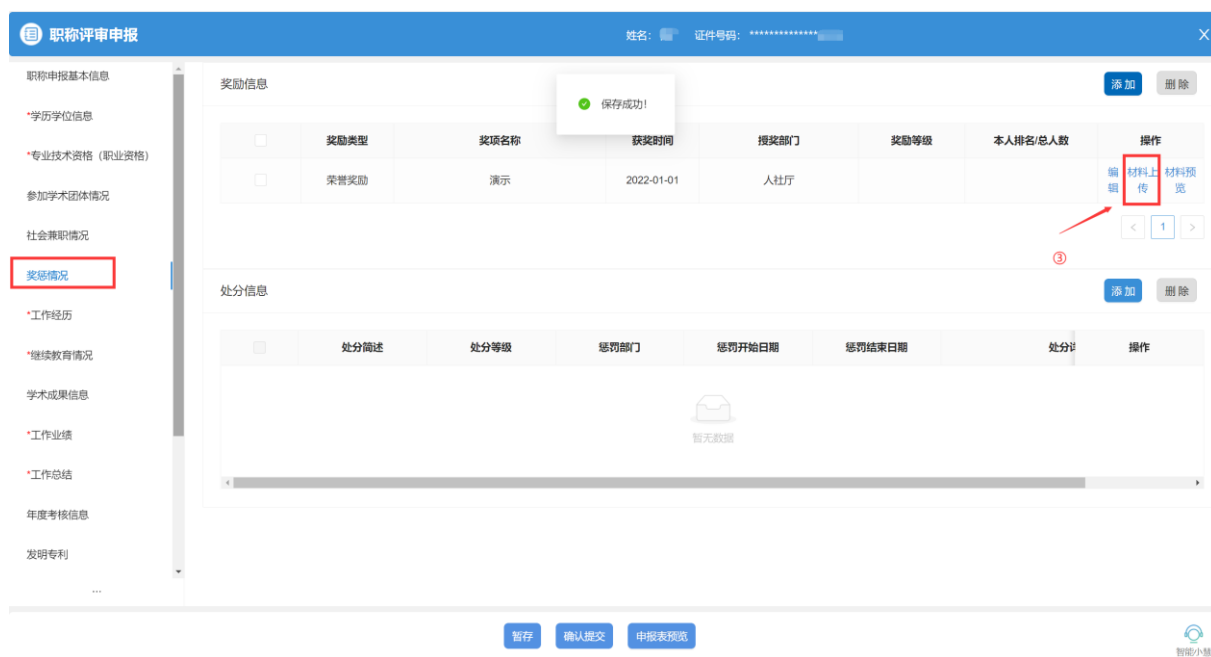 职称评审申报
姓名: 证件号码: **************
X
职称申报基本信息
*学历学位信息
*专业技术资格（职业资格）
参加学术团体情况
社会兼职情况
奖惩情况
*工作经历
*继续教育情况
学术成果信息
*工作业绩
*工作总结
年度考核信息
发明专利
...
奖励信息
添加 删除
保存成功!
奖励类型 奖项名称 获奖时间 授奖部门 奖励等级 本人排名/总人数 操作
荣誉奖励 演示 2022-01-01 人社厅 编辑 材料上传 材料预览
< 1 >
③
处分信息
添加 删除
处分简述 处分等级 惩罚部门 惩罚开始日期 惩罚结束日期 处分 操作
暂无数据
暂存 确认提交 申报表预览
智能小慧